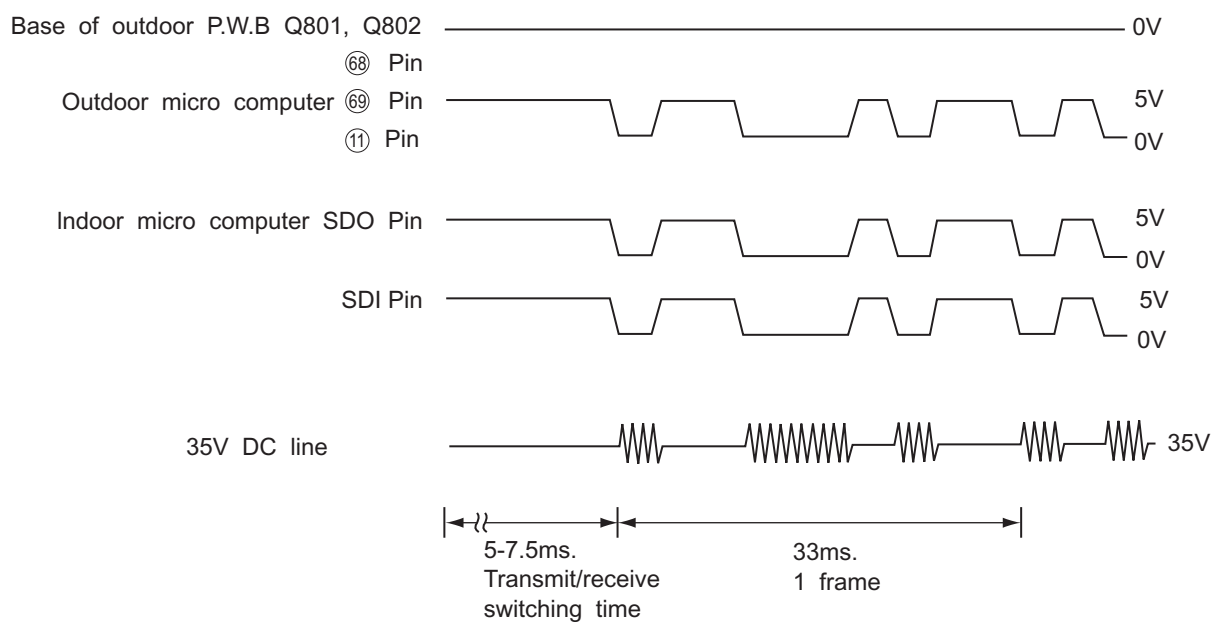 Base of outdoor P.W.B Q801, Q802 0V
68 Pin
Outdoor micro computer 69 Pin 5V
11 Pin 0V
Indoor micro computer SDO Pin 5V
0V
SDI Pin 5V
0V
35V DC line 35V
5-7.5ms. 33ms.
Transmit/receive 1 frame
switching time